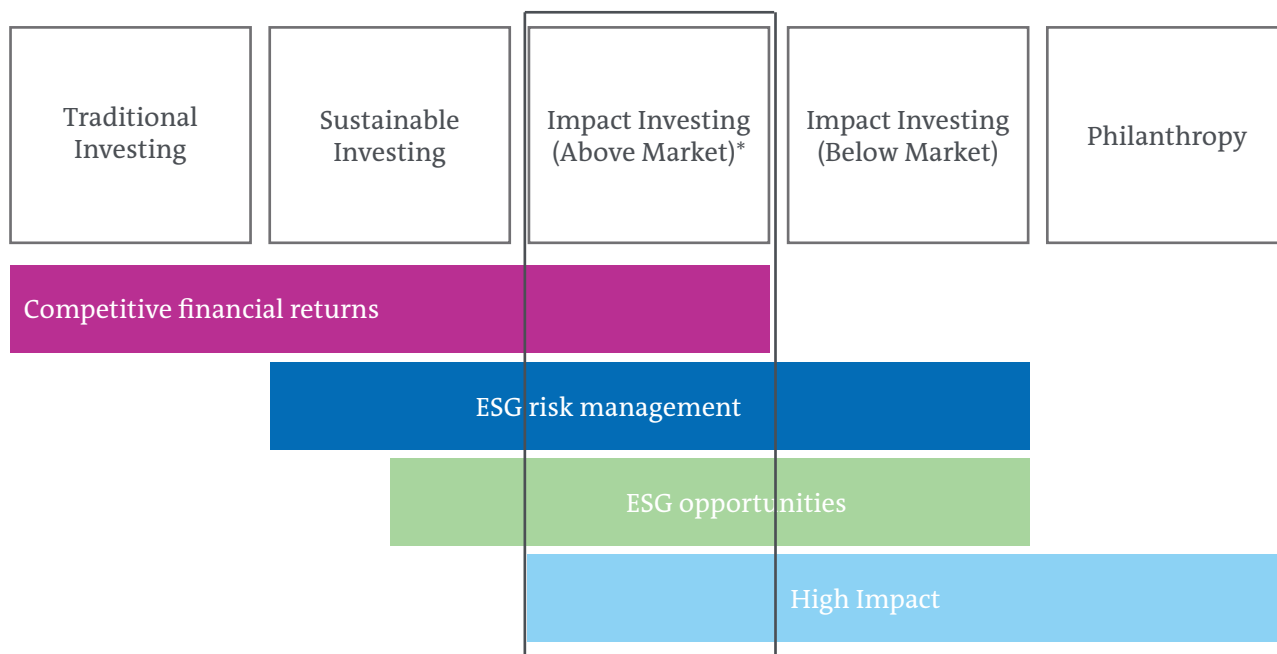 Traditional
Investing
Sustainable
Investing
Impact Investing
(Above Market)*
Impact Investing
(Below Market)
Philanthropy
Competitive financial returns
ESG risk management
ESG opportunities
High Impact